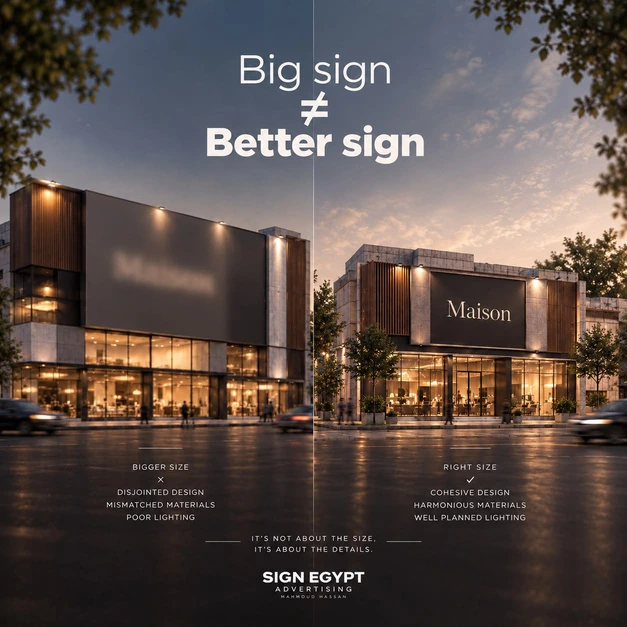 Big sign
≠
Better sign
Maison
Maison
BIGGER SIZE
×
DISJOINTED DESIGN
MISMATCHED MATERIALS
POOR LIGHTING
RIGHT SIZE
✓
COHESIVE DESIGN
HARMONIOUS MATERIALS
WELL PLANNED LIGHTING
IT'S NOT ABOUT THE SIZE,
IT'S ABOUT THE DETAILS.
SIGN EGYPT
ADVERTISING
MAHMOUD HASSAN